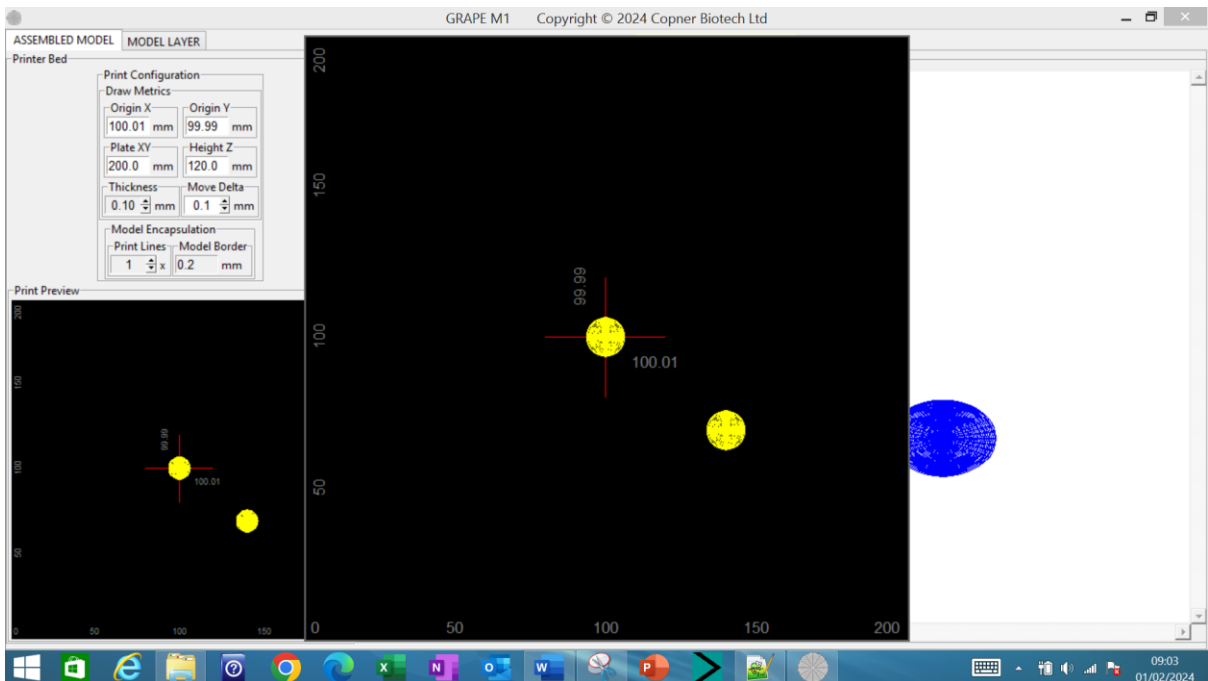 GRAPE M1 Copyright © 2024 Copner Biotech Ltd
ASSEMBLED MODEL MODEL LAYER
Printer Bed
Print Configuration
Draw Metrics
Origin X Origin Y
100.01 mm 99.99 mm
Plate XY Height Z
200.0 mm 120.0 mm
Thickness Move Delta
0.10 mm 0.1 mm
Model Encapsulation
Print Lines Model Border
1 x 0.2 mm
Print Preview
200
150
99.99
100
100.01
50
0 50 100 150
200
150
99.99
100
100.01
50
0 50 100 150 200
09:03
01/02/2024